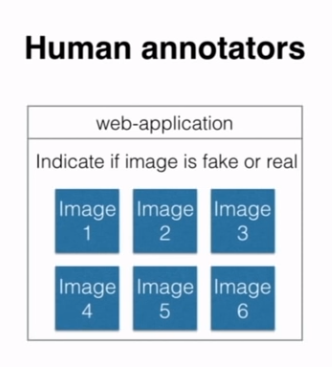 Human annotators
web-application
Indicate if image is fake or real
Image 1
Image 2
Image 3
Image 4
Image 5
Image 6